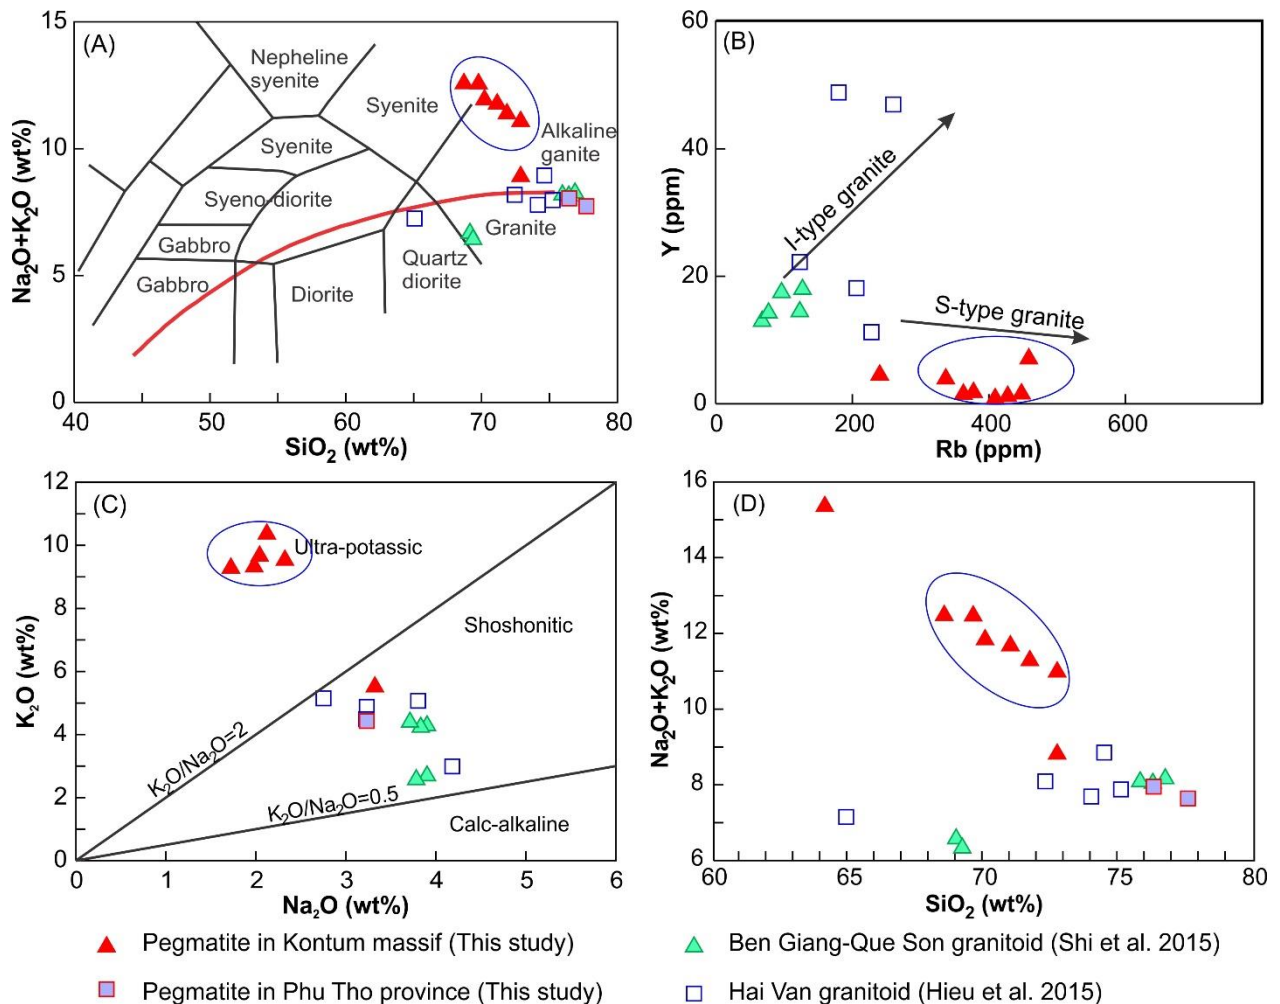 (A)
Nepheline
syenite
Syenite
Syenite
Alkaline
ganite
Syeno-diorite
Granite
Gabbro
Quartz
diorite
Gabbro
Diorite
Na₂O+K₂O (wt%)
15
10
5
0
40
50
60
70
80
SiO₂ (wt%)
(B)
I-type granite
S-type granite
Y (ppm)
60
40
20
0
0
200
400
600
Rb (ppm)
(C)
Ultra-potassic
Shoshonitic
K₂O/Na₂O=2
K₂O/Na₂O=0.5
Calc-alkaline
K₂O (wt%)
12
10
8
6
4
2
0
0
1
2
3
4
5
6
Na₂O (wt%)
(D)
Na₂O+K₂O (wt%)
16
14
12
10
8
6
60
65
70
75
80
SiO₂ (wt%)
Pegmatite in Kontum massif (This study)
Ben Giang-Que Son granitoid (Shi et al. 2015)
Pegmatite in Phu Tho province (This study)
Hai Van granitoid (Hieu et al. 2015)